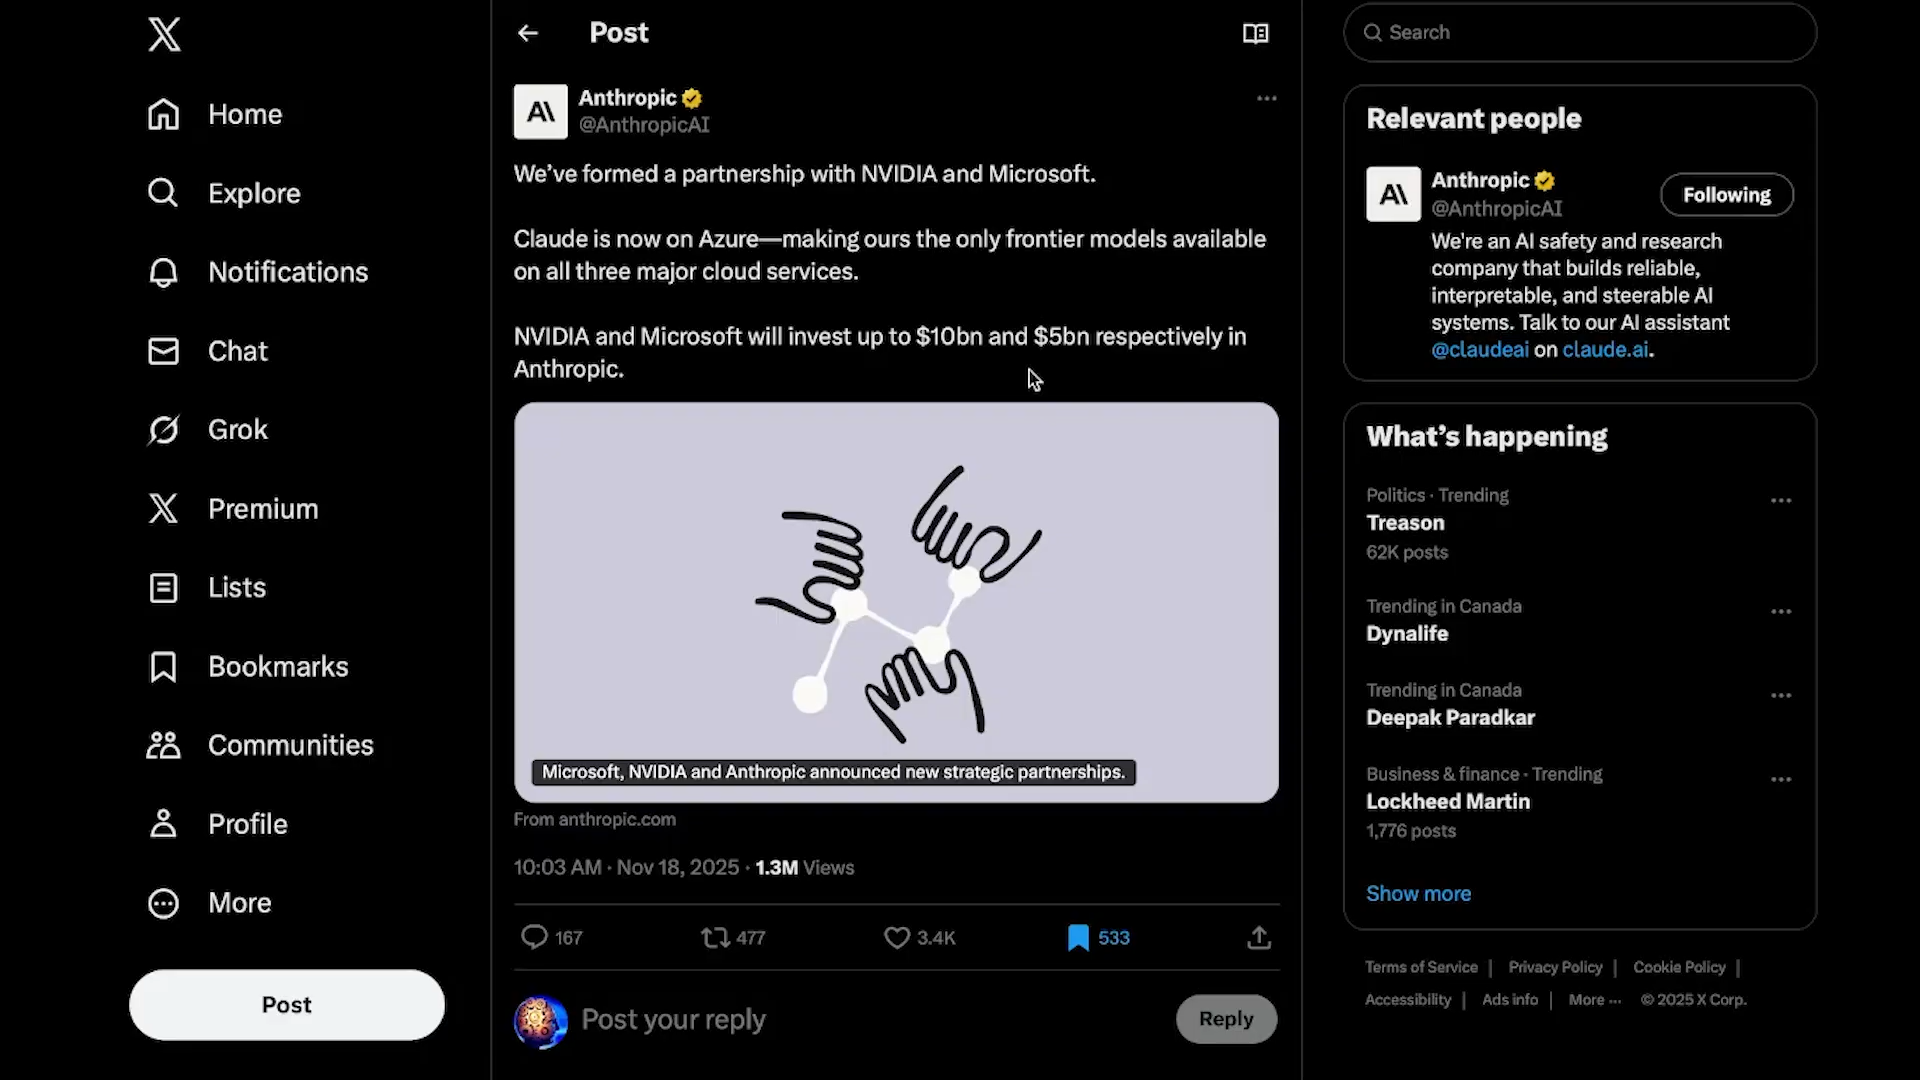 Home
Explore
Notifications
Chat
Grok
Premium
Lists
Bookmarks
Communities
Profile
More
Post
Post
Anthropic
@AnthropicAI
We’ve formed a partnership with NVIDIA and Microsoft.
Claude is now on Azure—making ours the only frontier models available
on all three major cloud services.
NVIDIA and Microsoft will invest up to $10bn and $5bn respectively in
Anthropic.
Microsoft, NVIDIA and Anthropic announced new strategic partnerships.
From anthropic.com
10:03 AM · Nov 18, 2025 · 1.3M Views
167 477 3.4K 533
Post your reply
Reply
Search
Relevant people
Anthropic
@AnthropicAI
Following
We're an AI safety and research
company that builds reliable,
interpretable, and steerable AI
systems. Talk to our AI assistant
@claudeai on claude.ai.
What’s happening
Politics · Trending
Treason
62K posts
Trending in Canada
Dynalife
Trending in Canada
Deepak Paradkar
Business & finance · Trending
Lockheed Martin
1,776 posts
Show more
Terms of Service | Privacy Policy | Cookie Policy |
Accessibility | Ads info | More ··· © 2025 X Corp.